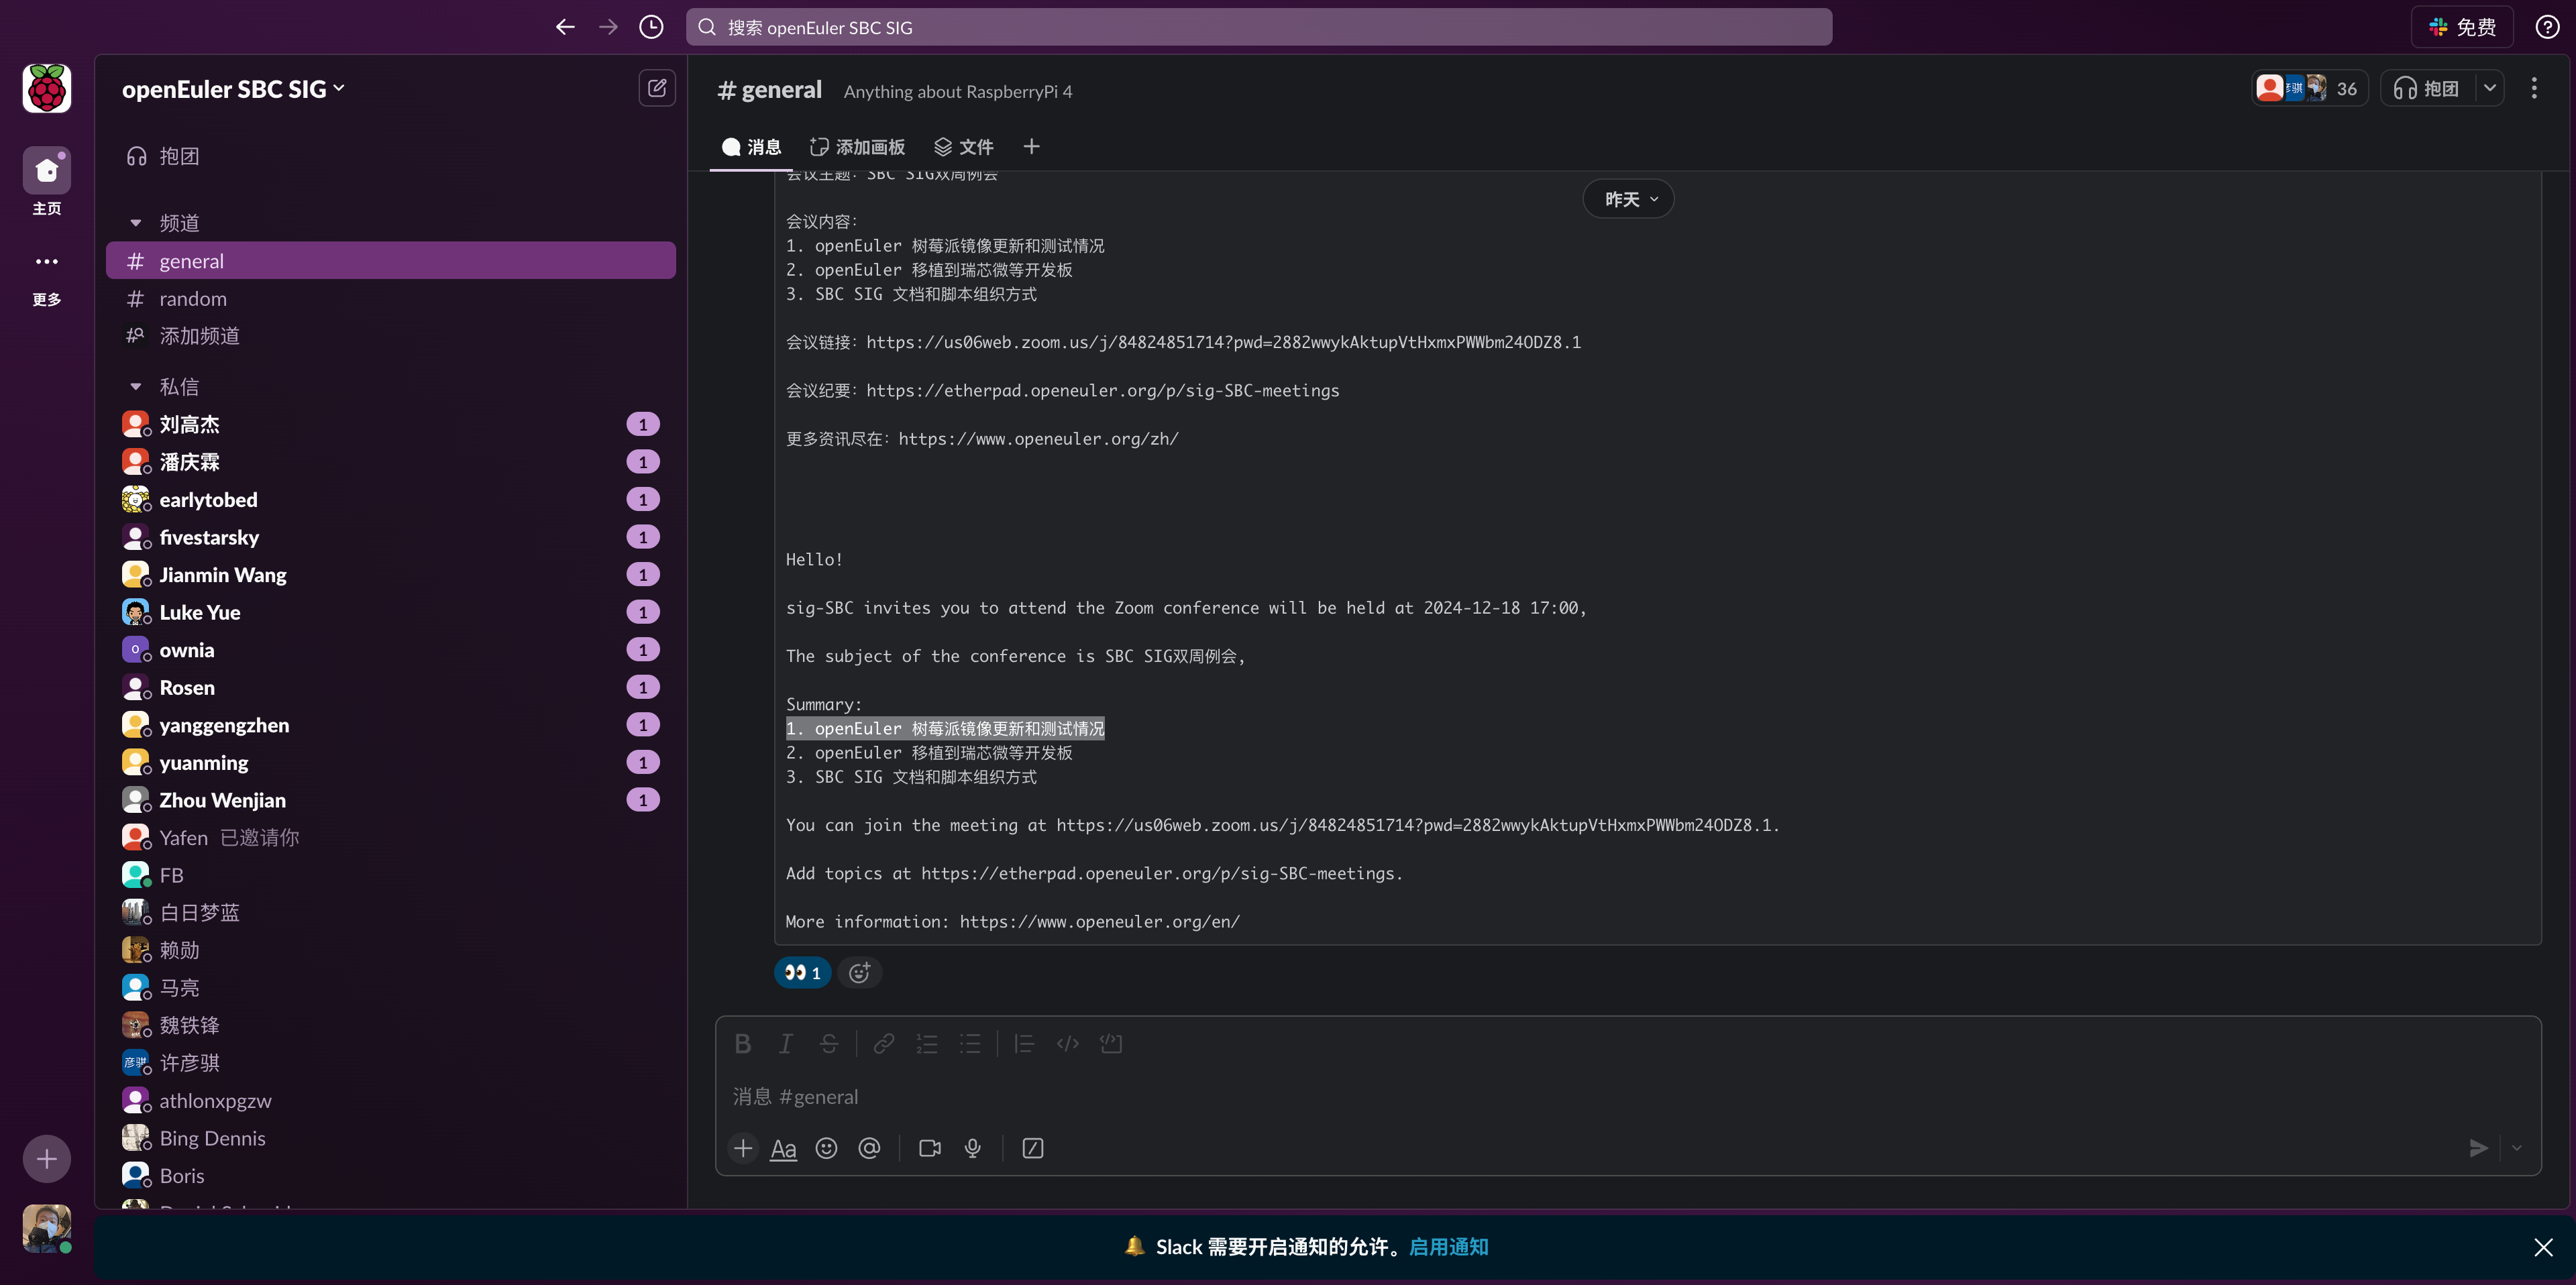 搜索 openEuler SBC SIG
免费
openEuler SBC SIG
主页
更多
抱团
频道
# general
# random
添加频道
私信
刘高杰 1
潘庆霖 1
earlytobed 1
fivestarsky 1
Jianmin Wang 1
Luke Yue 1
ownia 1
Rosen 1
yanggengzhen 1
yuanming 1
Zhou Wenjian 1
Yafen 已邀请你
FB
白日梦蓝
赖勋
马亮
魏铁锋
许彦骐
athlonxpgzw
Bing Dennis
Boris
# general Anything about RaspberryPi 4
36
抱团
消息 添加画板 文件
昨天
会议主题: SBC SIG双周例会
会议内容:
1. openEuler 树莓派镜像更新和测试情况
2. openEuler 移植到瑞芯微等开发板
3. SBC SIG 文档和脚本组织方式
会议链接: https://us06web.zoom.us/j/84824851714?pwd=2882wwykAktupVtHxmxPWWbm24ODZ8.1
会议纪要: https://etherpad.openeuler.org/p/sig-SBC-meetings
更多资讯尽在: https://www.openeuler.org/zh/
Hello!
sig-SBC invites you to attend the Zoom conference will be held at 2024-12-18 17:00,
The subject of the conference is SBC SIG双周例会,
Summary:
1. openEuler 树莓派镜像更新和测试情况
2. openEuler 移植到瑞芯微等开发板
3. SBC SIG 文档和脚本组织方式
You can join the meeting at https://us06web.zoom.us/j/84824851714?pwd=2882wwykAktupVtHxmxPWWbm24ODZ8.1.
Add topics at https://etherpad.openeuler.org/p/sig-SBC-meetings.
More information: https://www.openeuler.org/en/
👀 1
消息 #general
Aa
🔔 Slack 需要开启通知的允许。启用通知